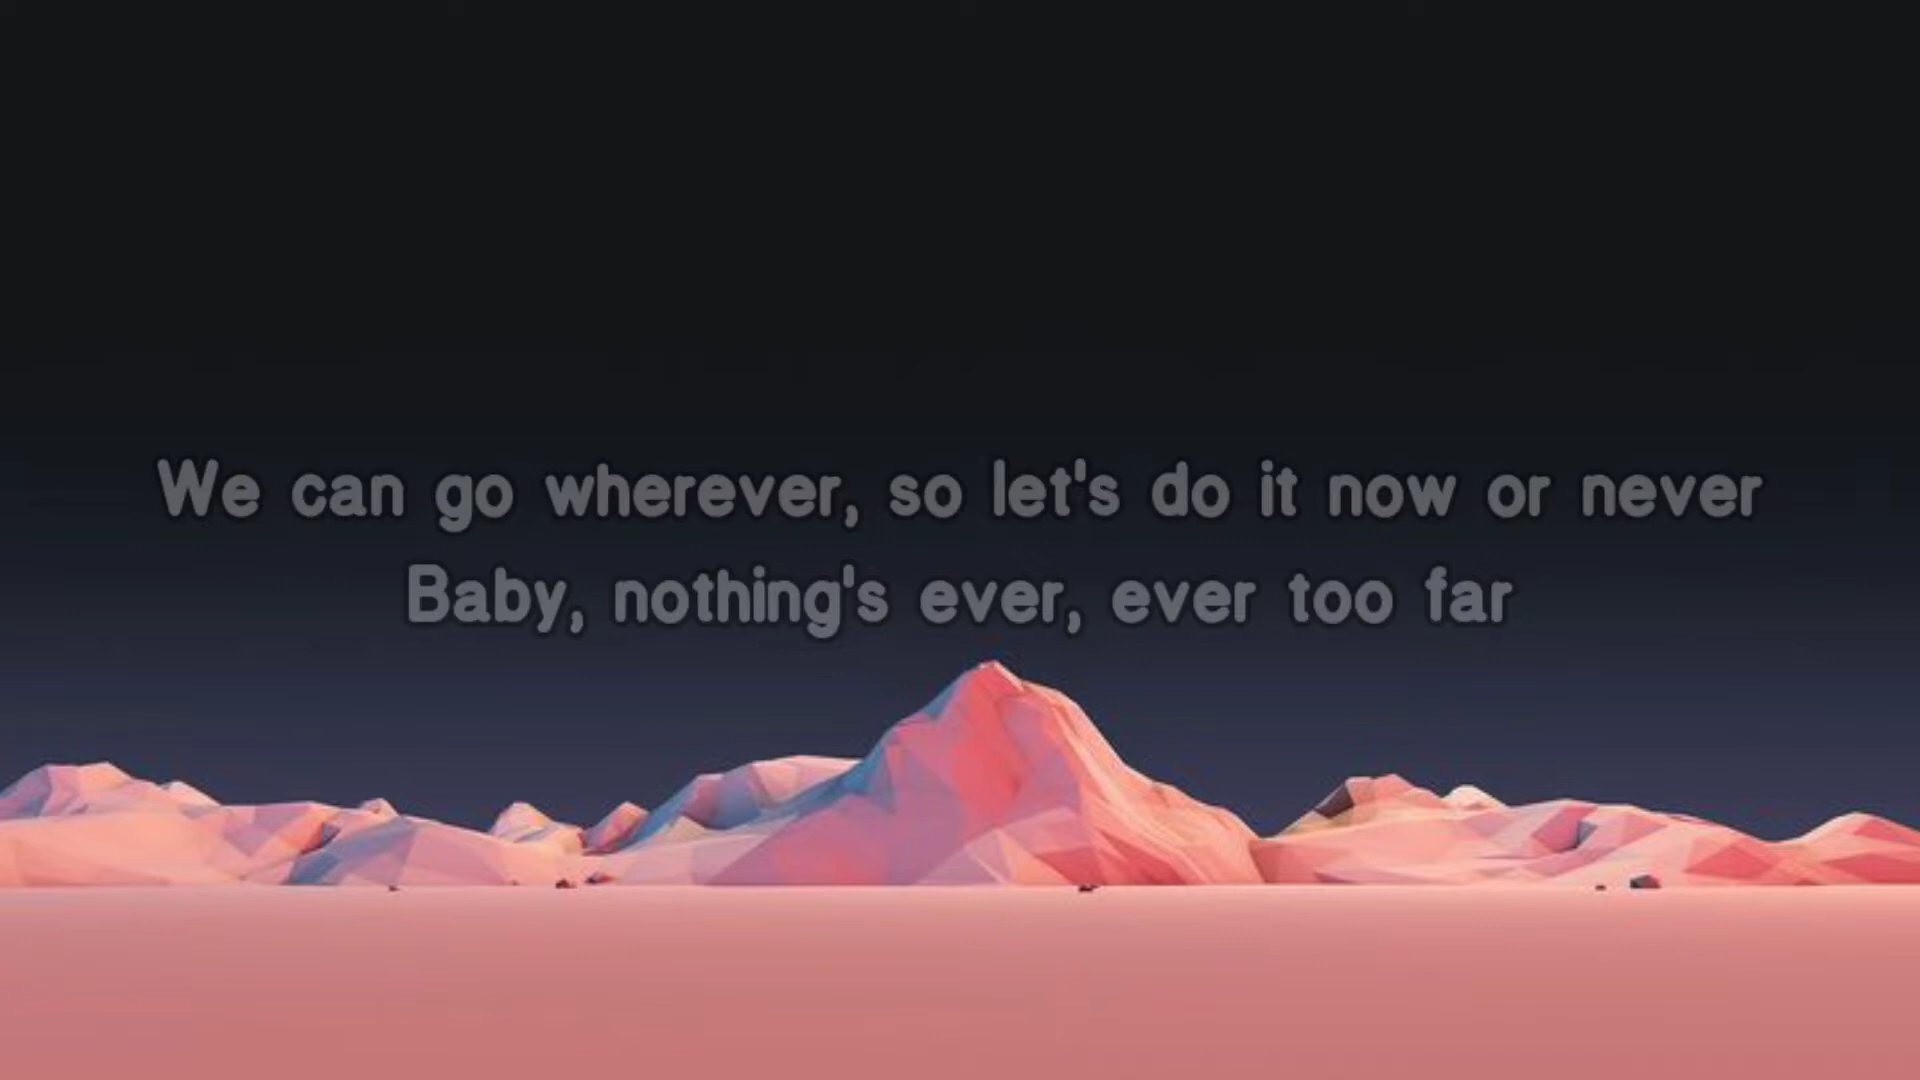 We can go wherever, so let's do it now or never
Baby, nothing's ever, ever too far